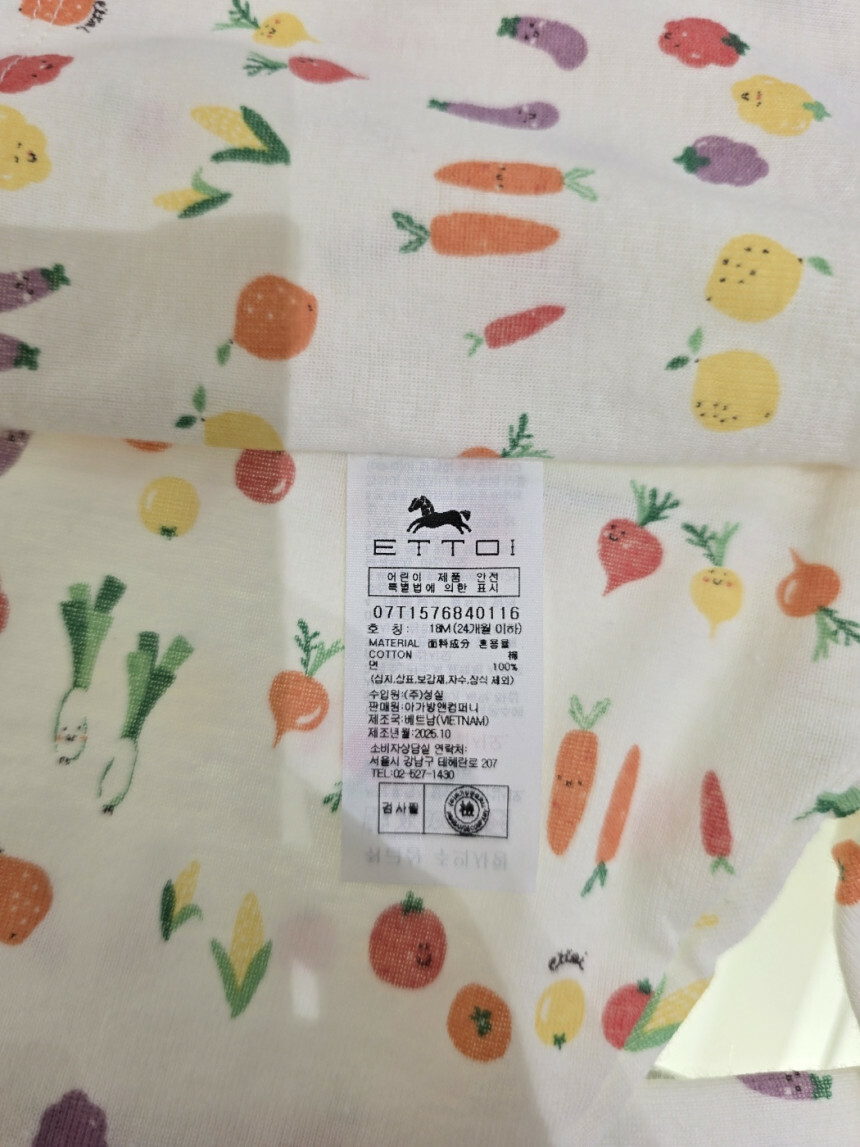 ettoi
ETTOI
어린이 제품 안전
특별법에 의한 표시
07T1576840116
호 칭: 18M(24개월 이하)
MATERIAL 面料成分 혼용률
COTTON 棉
면 100%
(심지,상표,보강재,자수,장식 제외)
수입원:(주)성실
판매원:아가방앤컴퍼니
제조국:베트남(VIETNAM)
제조년월:2025.10
소비자상담실 연락처:
서울시 강남구 테헤란로 207
TEL:02-527-1430
검사필
檢
ettoi